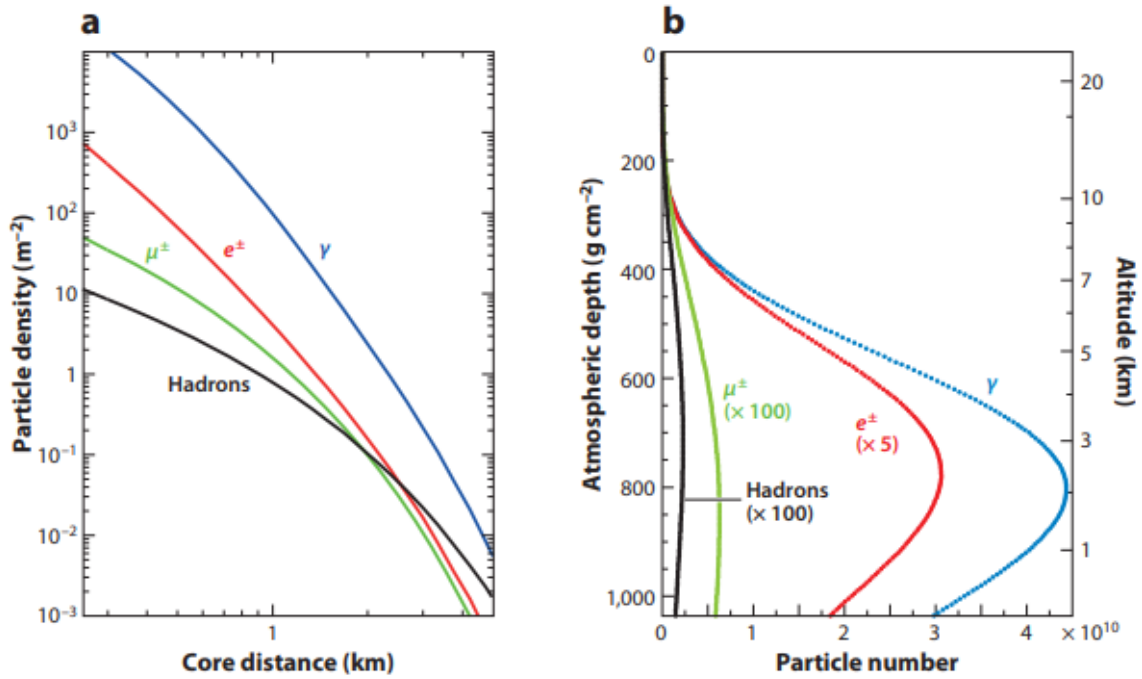 a
Particle density (m⁻²)
10³
10²
10
1
10⁻¹
10⁻²
10⁻³
μ±
e±
γ
Hadrons
1
Core distance (km)
b
Atmospheric depth (g cm⁻²)
0
200
400
600
800
1,000
μ±
(× 100)
e±
(× 5)
γ
Hadrons
(× 100)
20
10
7
5
3
1
Altitude (km)
0 1 2 3 4 × 10¹⁰
Particle number